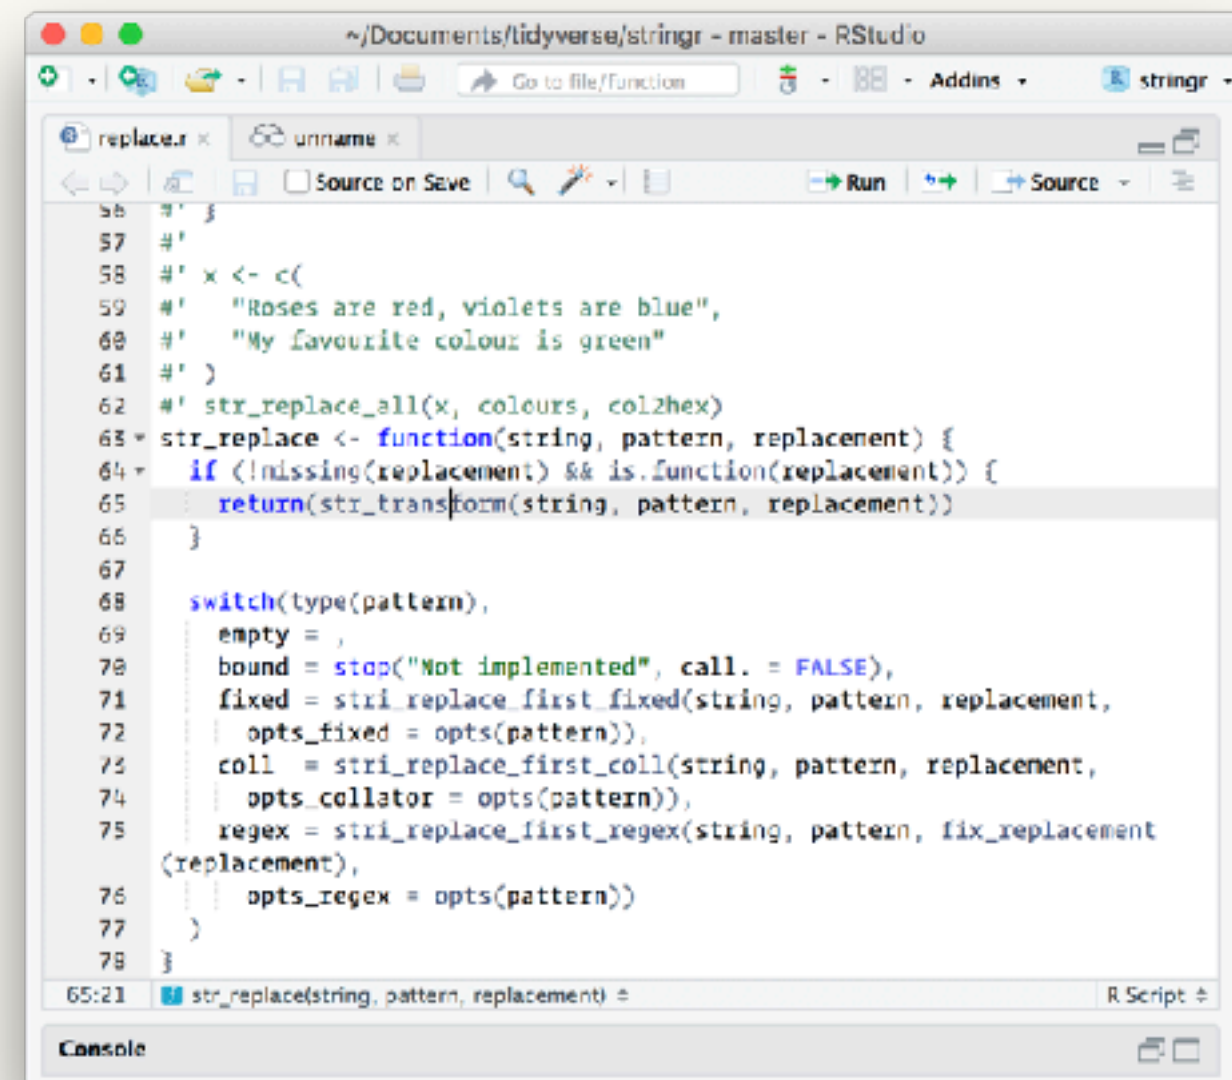 ~/Documents/tidyverse/stringr - master - RStudio
Go to file/function
Addins
stringr
replace.r
unname
Source on Save
Run
Source
56 #' }
57 #'
58 #' x <- c(
59 #'   "Roses are red, violets are blue",
60 #'   "My favourite colour is green"
61 #' )
62 #' str_replace_all(x, colours, col2hex)
63 str_replace <- function(string, pattern, replacement) {
64   if (!missing(replacement) && is.function(replacement)) {
65     return(str_transform(string, pattern, replacement))
66   }
67
68   switch(type(pattern),
69     empty = ,
70     bound = stop("Not implemented", call. = FALSE),
71     fixed = stri_replace_first_fixed(string, pattern, replacement,
72       opts_fixed = opts(pattern)),
73     coll  = stri_replace_first_coll(string, pattern, replacement,
74       opts_collator = opts(pattern)),
75     regex = stri_replace_first_regex(string, pattern, fix_replacement
(replacement),
76       opts_regex = opts(pattern))
77   )
78 }
65:21
str_replace(string, pattern, replacement)
R Script
Console